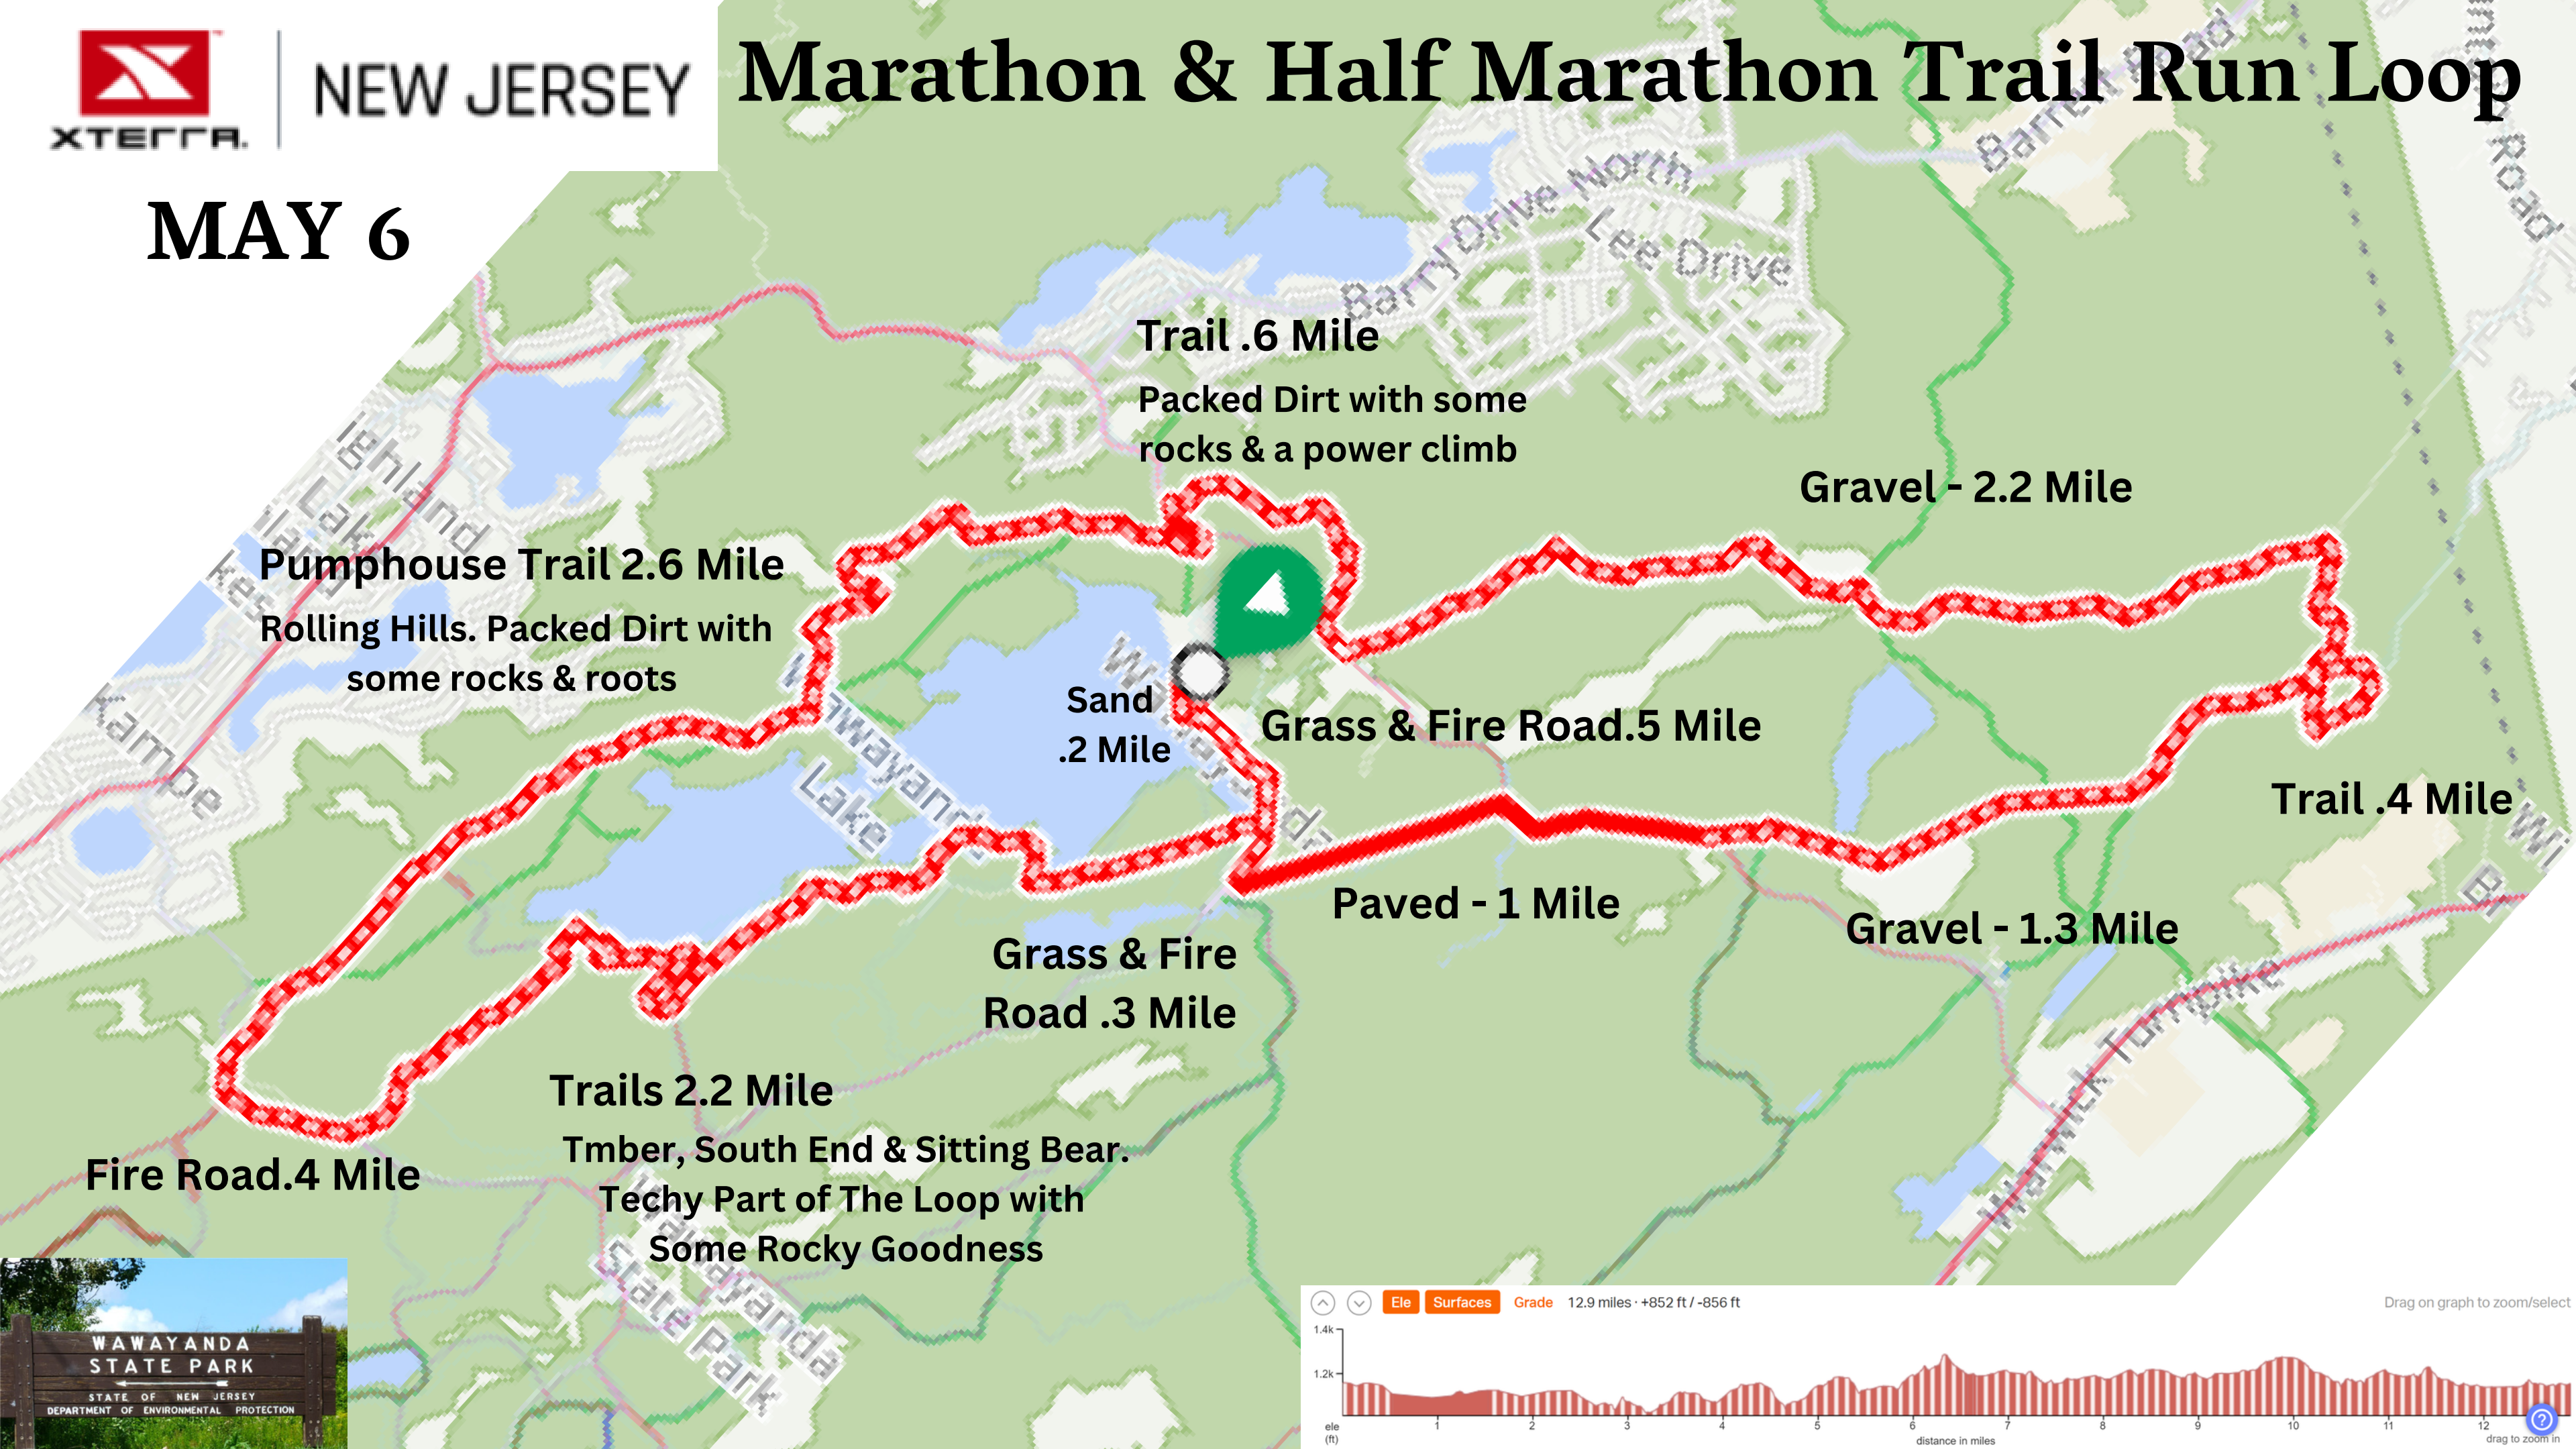 XTERRA.
NEW JERSEY
Marathon & Half Marathon Trail Run Loop
MAY 6
Barry Drive North
Lee Drive
Road
Trail .6 Mile
Packed Dirt with some
rocks & a power climb
Gravel - 2.2 Mile
ighland
Lak
kes
Pumphouse Trail 2.6 Mile
Rolling Hills. Packed Dirt with
some rocks & roots
Kampe
Lake
Sand
.2 Mile
Grass & Fire Road.5 Mile
Trail .4 Mile
Paved - 1 Mile
Gravel - 1.3 Mile
Grass & Fire
Road .3 Mile
Trails 2.2 Mile
Tmber, South End & Sitting Bear.
Techy Part of The Loop with
Some Rocky Goodness
Fire Road.4 Mile
Wawayanda
State Park
WAWAYANDA
STATE PARK
STATE OF NEW JERSEY
DEPARTMENT OF ENVIRONMENTAL PROTECTION
Ele Surfaces Grade 12.9 miles · +852 ft / -856 ft
Drag on graph to zoom/select
1.4k
1.2k
ele
(ft)
1 2 3 4 5 6 7 8 9 10 11 12
distance in miles
drag to zoom in
?